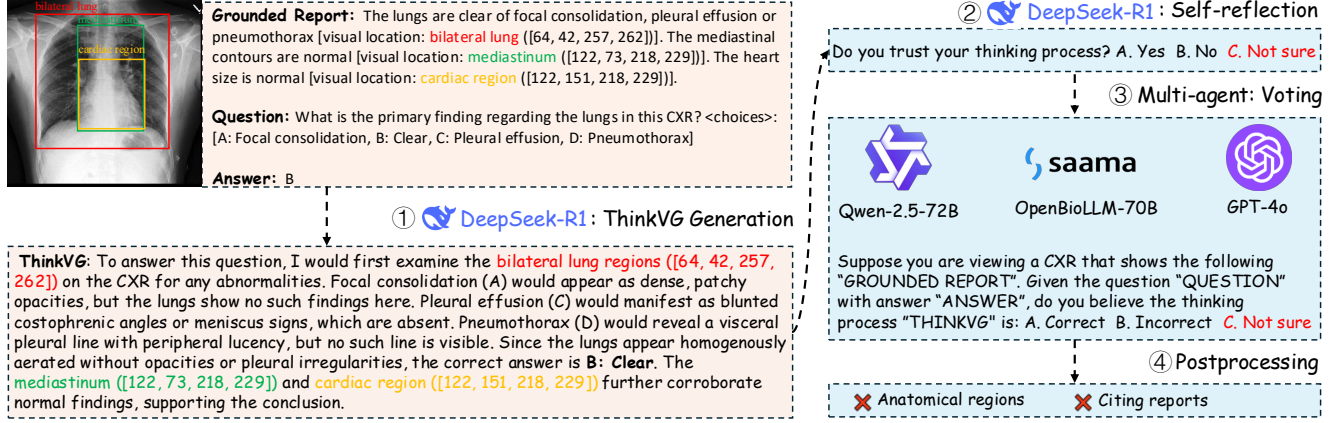 bilateral lung
mediastinum
cardiac region
Grounded Report: The lungs are clear of focal consolidation, pleural effusion or
pneumothorax [visual location: bilateral lung ([64, 42, 257, 262])]. The mediastinal
contours are normal [visual location: mediastinum ([122, 73, 218, 229])]. The heart
size is normal [visual location: cardiac region ([122, 151, 218, 229])].
Question: What is the primary finding regarding the lungs in this CXR? <choices>:
[A: Focal consolidation, B: Clear, C: Pleural effusion, D: Pneumothorax]
Answer: B
① DeepSeek-R1: ThinkVG Generation
ThinkVG: To answer this question, I would first examine the bilateral lung regions ([64, 42, 257,
262]) on the CXR for any abnormalities. Focal consolidation (A) would appear as dense, patchy
opacities, but the lungs show no such findings here. Pleural effusion (C) would manifest as blunted
costophrenic angles or meniscus signs, which are absent. Pneumothorax (D) would reveal a visceral
pleural line with peripheral lucency, but no such line is visible. Since the lungs appear homogenously
aerated without opacities or pleural irregularities, the correct answer is B: Clear. The
mediastinum ([122, 73, 218, 229]) and cardiac region ([122, 151, 218, 229]) further corroborate
normal findings, supporting the conclusion.
② DeepSeek-R1: Self-reflection
Do you trust your thinking process? A. Yes B. No C. Not sure
③ Multi-agent: Voting
saama
Qwen-2.5-72B OpenBioLLM-70B GPT-4o
Suppose you are viewing a CXR that shows the following
"GROUNDED REPORT". Given the question "QUESTION"
with answer "ANSWER", do you believe the thinking
process "THINKVG" is: A. Correct B. Incorrect C. Not sure
④ Postprocessing
Anatomical regions Citing reports